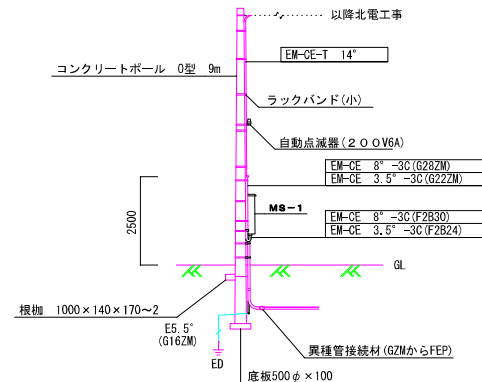 以降北電工事
EM-CE-T 14°
コンクリートポール 0型 9m
ラックバンド(小)
自動点滅器(200V6A)
EM-CE 8° -3C(G28ZM)
EM-CE 3.5° -3C(G22ZM)
MS-1
2500
EM-CE 8° -3C(F2B30)
EM-CE 3.5° -3C(F2B24)
GL
根枷 1000×140×170~2
E5.5°
(G16ZM)
ED
異種管接続材(GZMからFEP)
底板500φ×100